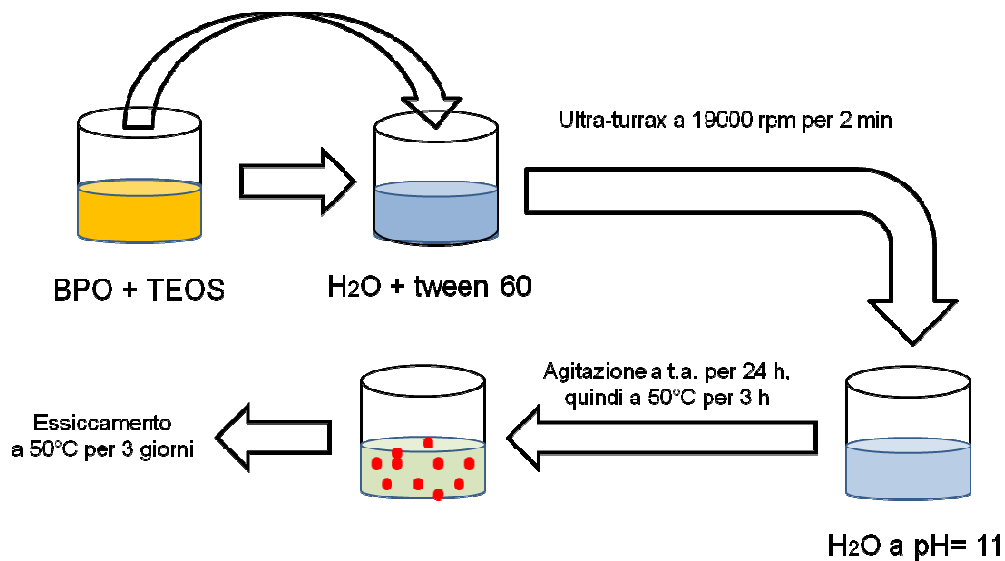 Ultra-turrax a 19000 rpm per 2 min
BPO + TEOS
H₂O + tween 60
Agitazione a t.a. per 24 h,
quindi a 50°C per 3 h
Essiccamento
a 50°C per 3 giorni
H₂O a pH= 11